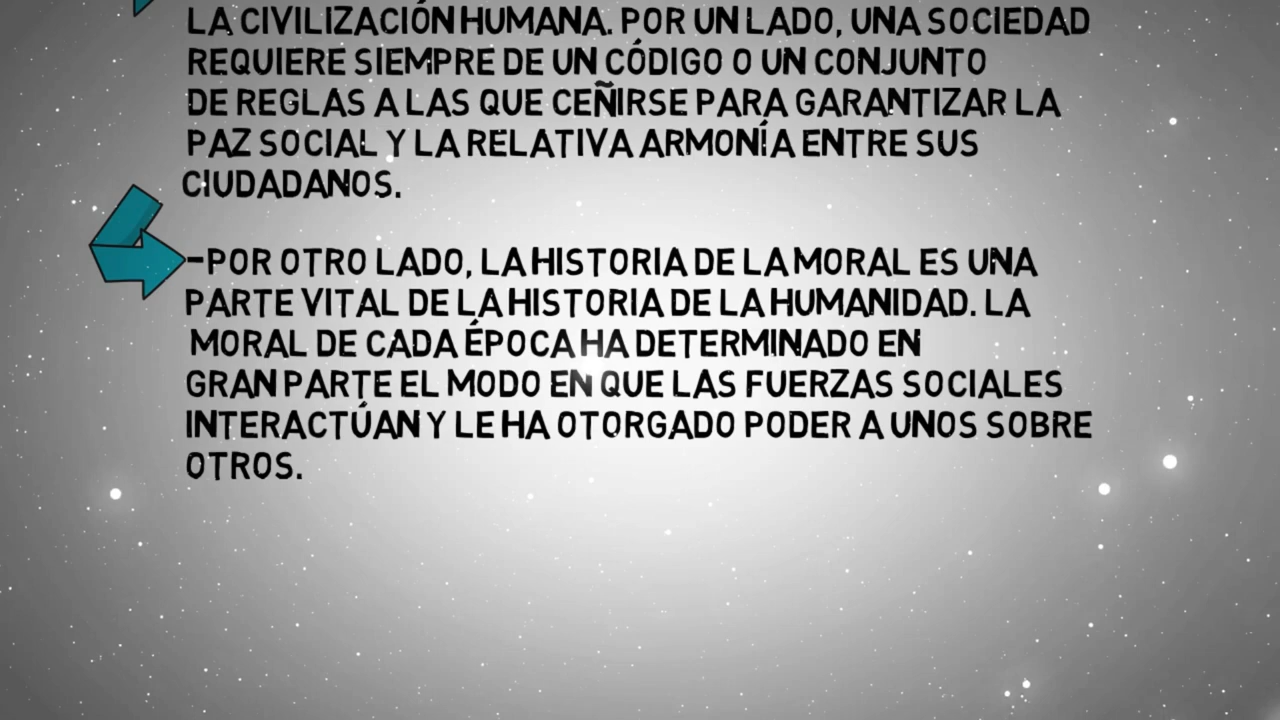 LA CIVILIZACIÓN HUMANA. POR UN LADO, UNA SOCIEDAD
REQUIERE SIEMPRE DE UN CÓDIGO O UN CONJUNTO
DE REGLAS A LAS QUE CEÑIRSE PARA GARANTIZAR LA
PAZ SOCIAL Y LA RELATIVA ARMONÍA ENTRE SUS
CIUDADANOS.
-POR OTRO LADO, LA HISTORIA DE LA MORAL ES UNA
PARTE VITAL DE LA HISTORIA DE LA HUMANIDAD. LA
MORAL DE CADA ÉPOCA HA DETERMINADO EN
GRAN PARTE EL MODO EN QUE LAS FUERZAS SOCIALES
INTERACTÚAN Y LE HA OTORGADO PODER A UNOS SOBRE
OTROS.